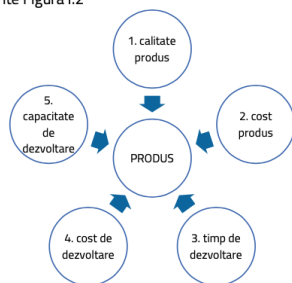 Figura 1.2
1. calitate
produs
2. cost
produs
3. timp de
dezvoltare
4. cost de
dezvoltare
5.
capacitate
de
dezvoltare
PRODUS